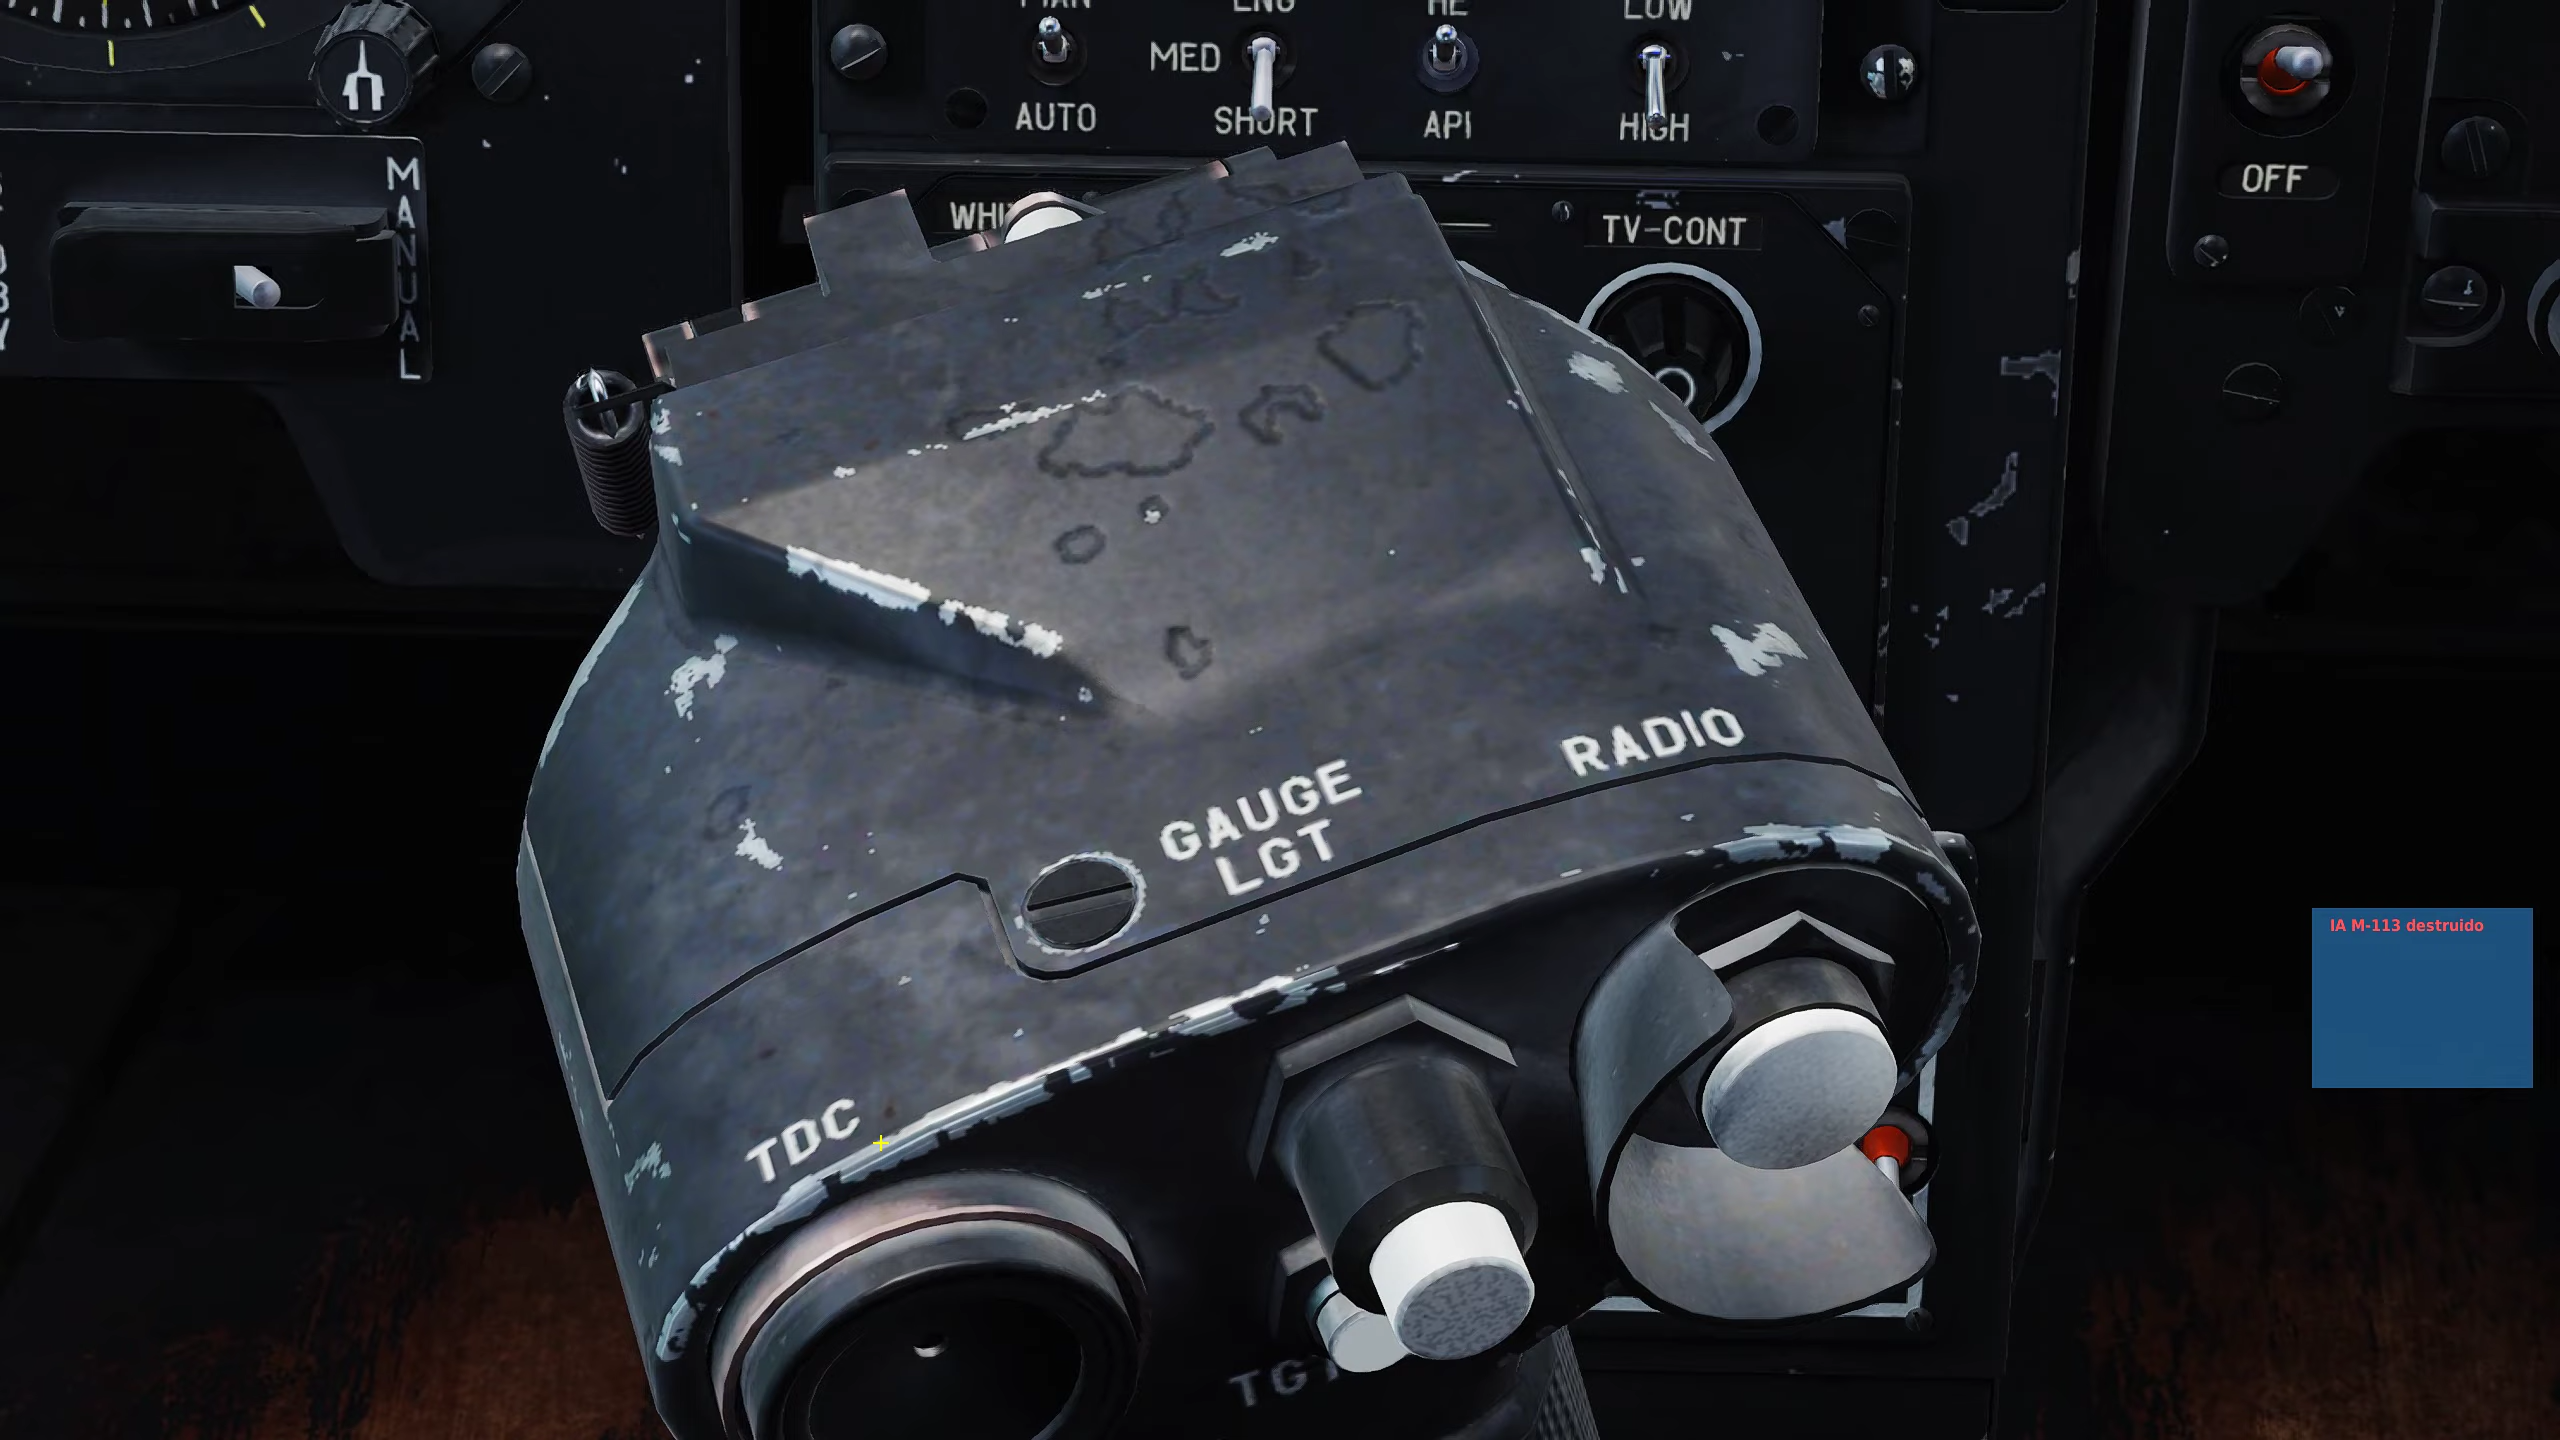 MED
AUTO
SHORT
API
HIGH
LOW
MANUAL
OFF
TV-CONT
RADIO
GAUGE
LGT
IA M-113 destruido
TDC